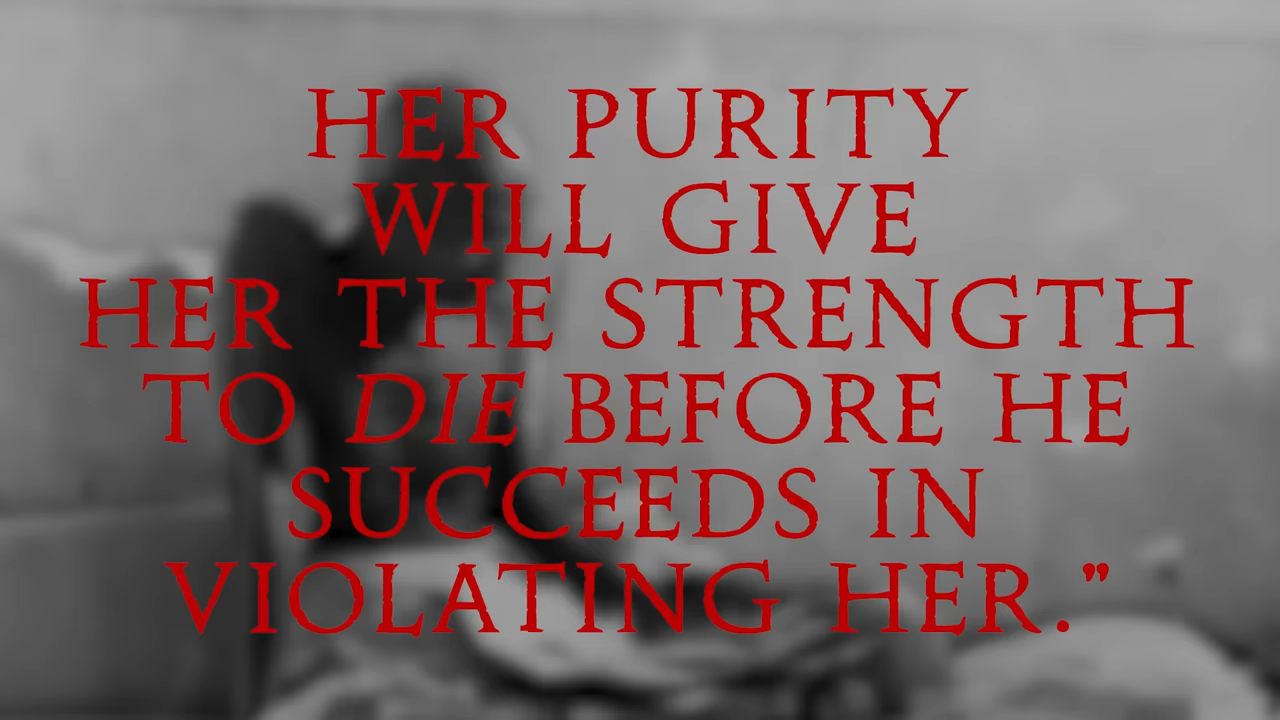 HER PURITY
WILL GIVE
HER THE STRENGTH
TO DIE BEFORE HE
SUCCEEDS IN
VIOLATING HER."